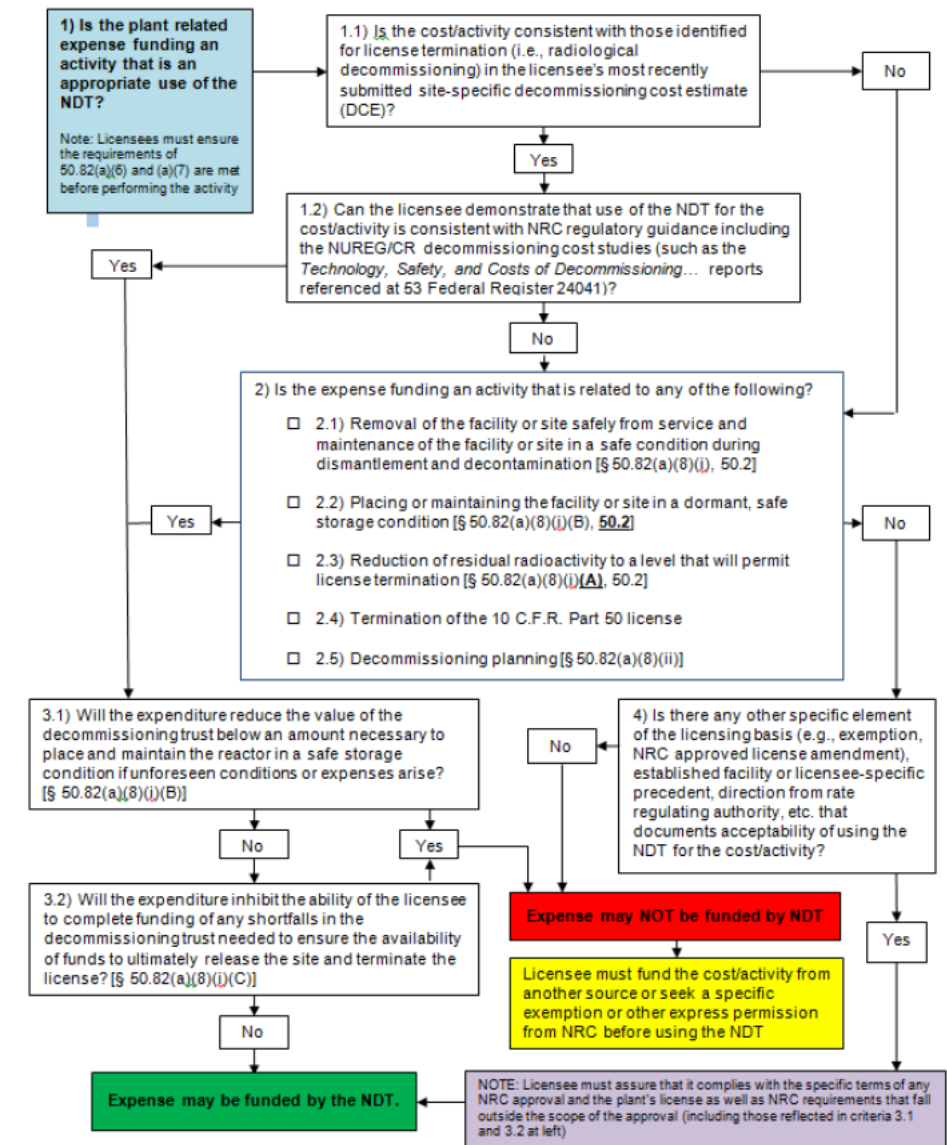 1) Is the plant related
expense funding an
activity that is an
appropriate use of the
NDT?
Note: Licensees must ensure
the requirements of
50.82(a)(6) and (a)(7) are met
before performing the activity
1.1) Is the cost/activity consistent with those identified
for license termination (i.e., radiological
decommissioning) in the licensee's most recently
submitted site-specific decommissioning cost estimate
(DCE)?
No
Yes
1.2) Can the licensee demonstrate that use of the NDT for the
cost/activity is consistent with NRC regulatory guidance including
the NUREG/CR decommissioning cost studies (such as the
Technology, Safety, and Costs of Decommissioning... reports
referenced at 53 Federal Register 24041)?
Yes
No
2) Is the expense funding an activity that is related to any of the following?
☐ 2.1) Removal of the facility or site safely from service and
maintenance of the facility or site in a safe condition during
dismantlement and decontamination [§ 50.82(a)(8)(i), 50.2]
☐ 2.2) Placing or maintaining the facility or site in a dormant, safe
storage condition [§ 50.82(a)(8)(i)(B), 50.2]
☐ 2.3) Reduction of residual radioactivity to a level that will permit
license termination [§ 50.82(a)(8)(i)(A), 50.2]
☐ 2.4) Termination of the 10 C.F.R. Part 50 license
☐ 2.5) Decommissioning planning [§ 50.82(a)(8)(ii)]
Yes
No
3.1) Will the expenditure reduce the value of the
decommissioning trust below an amount necessary to
place and maintain the reactor in a safe storage
condition if unforeseen conditions or expenses arise?
[§ 50.82(a)(8)(i)(B)]
No
Yes
3.2) Will the expenditure inhibit the ability of the licensee
to complete funding of any shortfalls in the
decommissioning trust needed to ensure the availability
of funds to ultimately release the site and terminate the
license? [§ 50.82(a)(8)(i)(C)]
No
Expense may be funded by the NDT.
4) Is there any other specific element
of the licensing basis (e.g., exemption,
NRC approved license amendment),
established facility or licensee-specific
precedent, direction from rate
regulating authority, etc. that
documents acceptability of using the
NDT for the cost/activity?
No
Yes
Expense may NOT be funded by NDT
Licensee must fund the cost/activity from
another source or seek a specific
exemption or other express permission
from NRC before using the NDT
NOTE: Licensee must assure that it complies with the specific terms of any
NRC approval and the plant's license as well as NRC requirements that fall
outside the scope of the approval (including those reflected in criteria 3.1
and 3.2 at left)